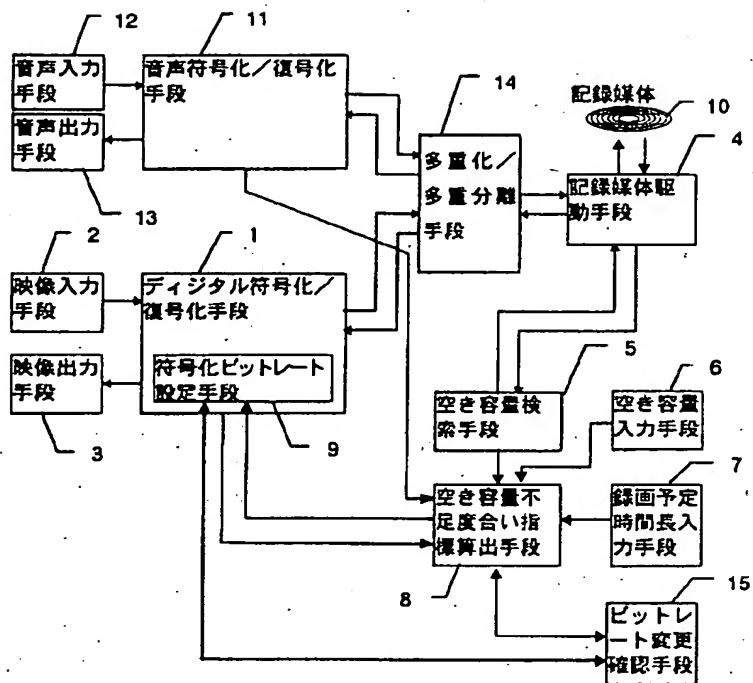 12
11
音声入力
手段
音声符号化／復号化
手段
14
記録媒体
10
音声出力
手段
4
多重化／
多重分離
手段
記録媒体駆
動手段
13
2
1
映像入力
手段
ディジタル符号化／
復号化手段
5
6
映像出力
手段
符号化ビットレート
設定手段
空き容量検
索手段
空き容量
入力手段
3
9
7
空き容量不
足度合い指
標算出手段
録画予定
時間長入
力手段
8
15
ビットレ
ート変更
確認手段